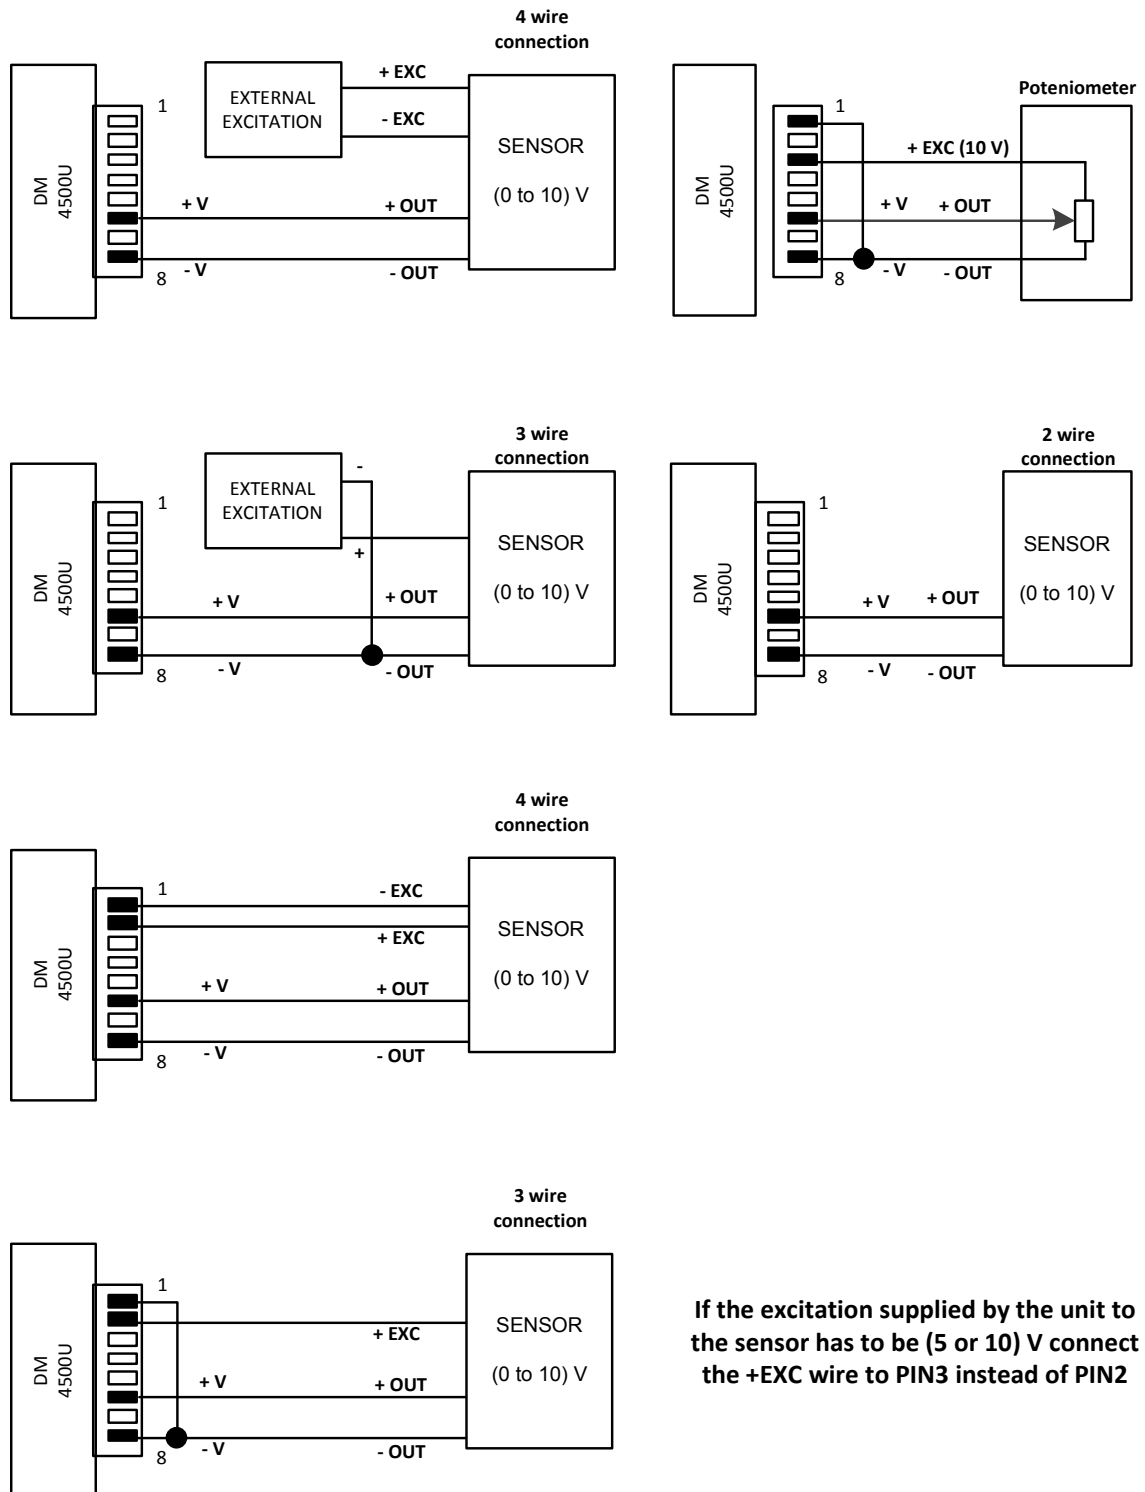 4 wire
connection
+ EXC
EXTERNAL
EXCITATION
- EXC
SENSOR
(0 to 10) V
1
DM
4500U
+ V
+ OUT
8
- V
- OUT
Poteniometer
1
+ EXC (10 V)
DM
4500U
+ V
+ OUT
8
- V
- OUT
3 wire
connection
-
EXTERNAL
EXCITATION
+
1
SENSOR
(0 to 10) V
DM
4500U
+ V
+ OUT
8
- V
- OUT
2 wire
connection
1
SENSOR
(0 to 10) V
DM
4500U
+ V
+ OUT
8
- V
- OUT
4 wire
connection
1
- EXC
+ EXC
SENSOR
(0 to 10) V
DM
4500U
+ V
+ OUT
8
- V
- OUT
3 wire
connection
1
+ EXC
SENSOR
(0 to 10) V
DM
4500U
+ V
+ OUT
8
- V
- OUT
If the excitation supplied by the unit to
the sensor has to be (5 or 10) V connect
the +EXC wire to PIN3 instead of PIN2